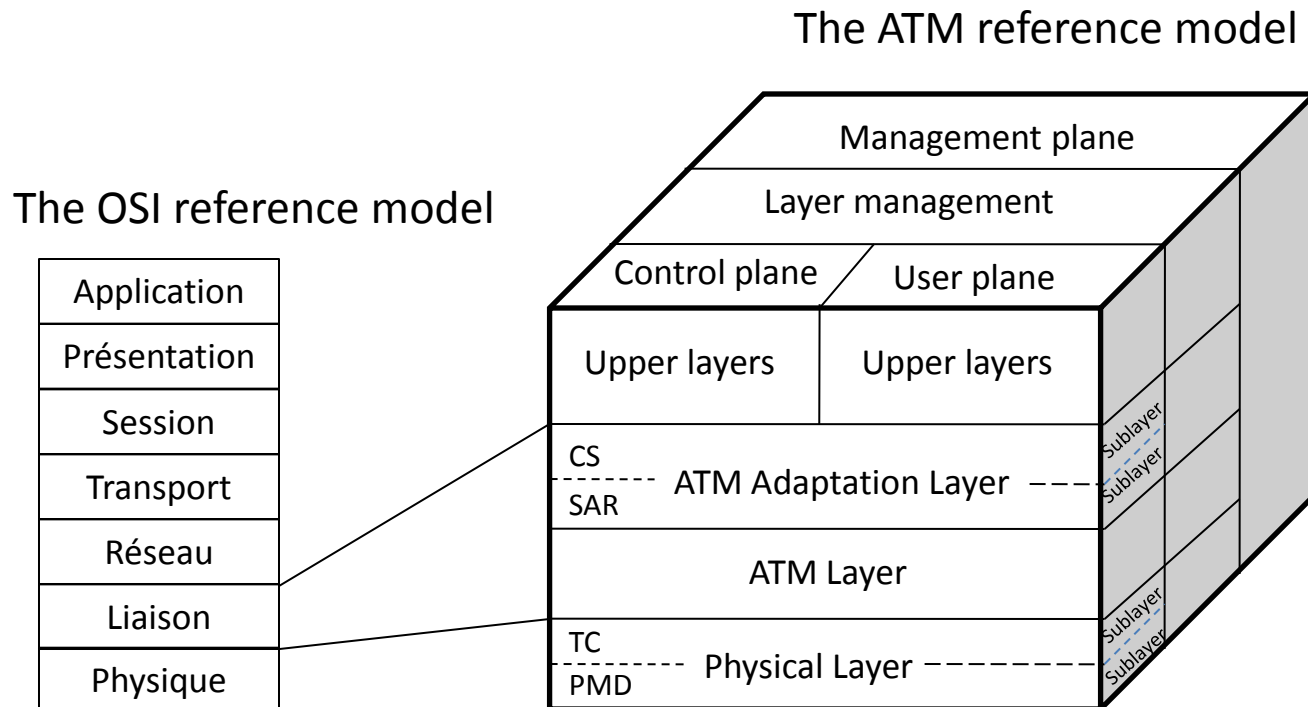 The ATM reference model
Management plane
Layer management
Control plane
User plane
The OSI reference model
Application
Présentation
Session
Transport
Réseau
Liaison
Physique
Upper layers
Upper layers
CS
SAR
ATM Adaptation Layer
ATM Layer
TC
PMD
Physical Layer
Sublayer
Sublayer
Sublayer
Sublayer